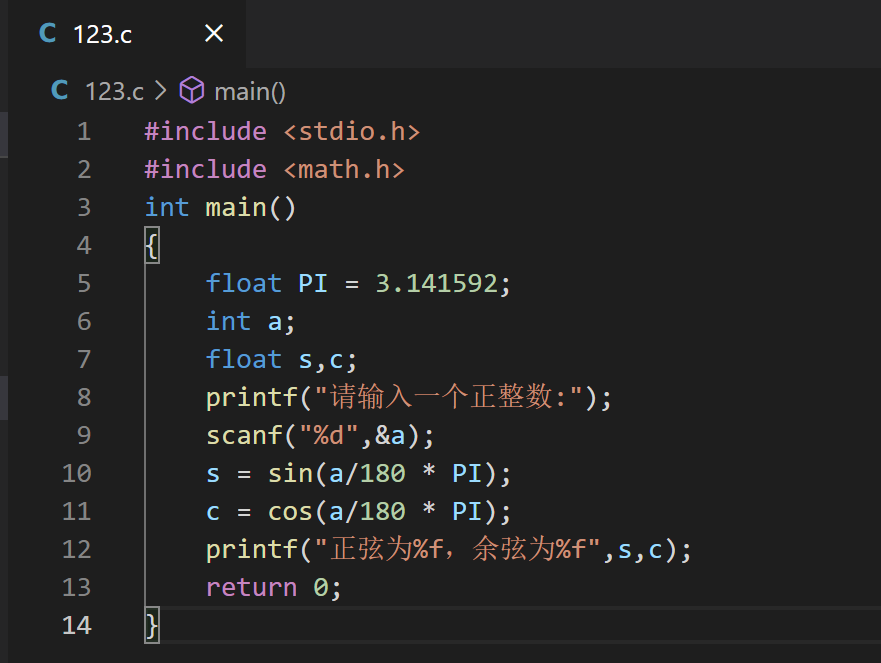 C 123.c ×
C 123.c > main()
1 #include <stdio.h>
2 #include <math.h>
3 int main()
4 {
5     float PI = 3.141592;
6     int a;
7     float s,c;
8     printf("请输入一个正整数:");
9     scanf("%d",&a);
10     s = sin(a/180 * PI);
11     c = cos(a/180 * PI);
12     printf("正弦为%f，余弦为%f",s,c);
13     return 0;
14 }